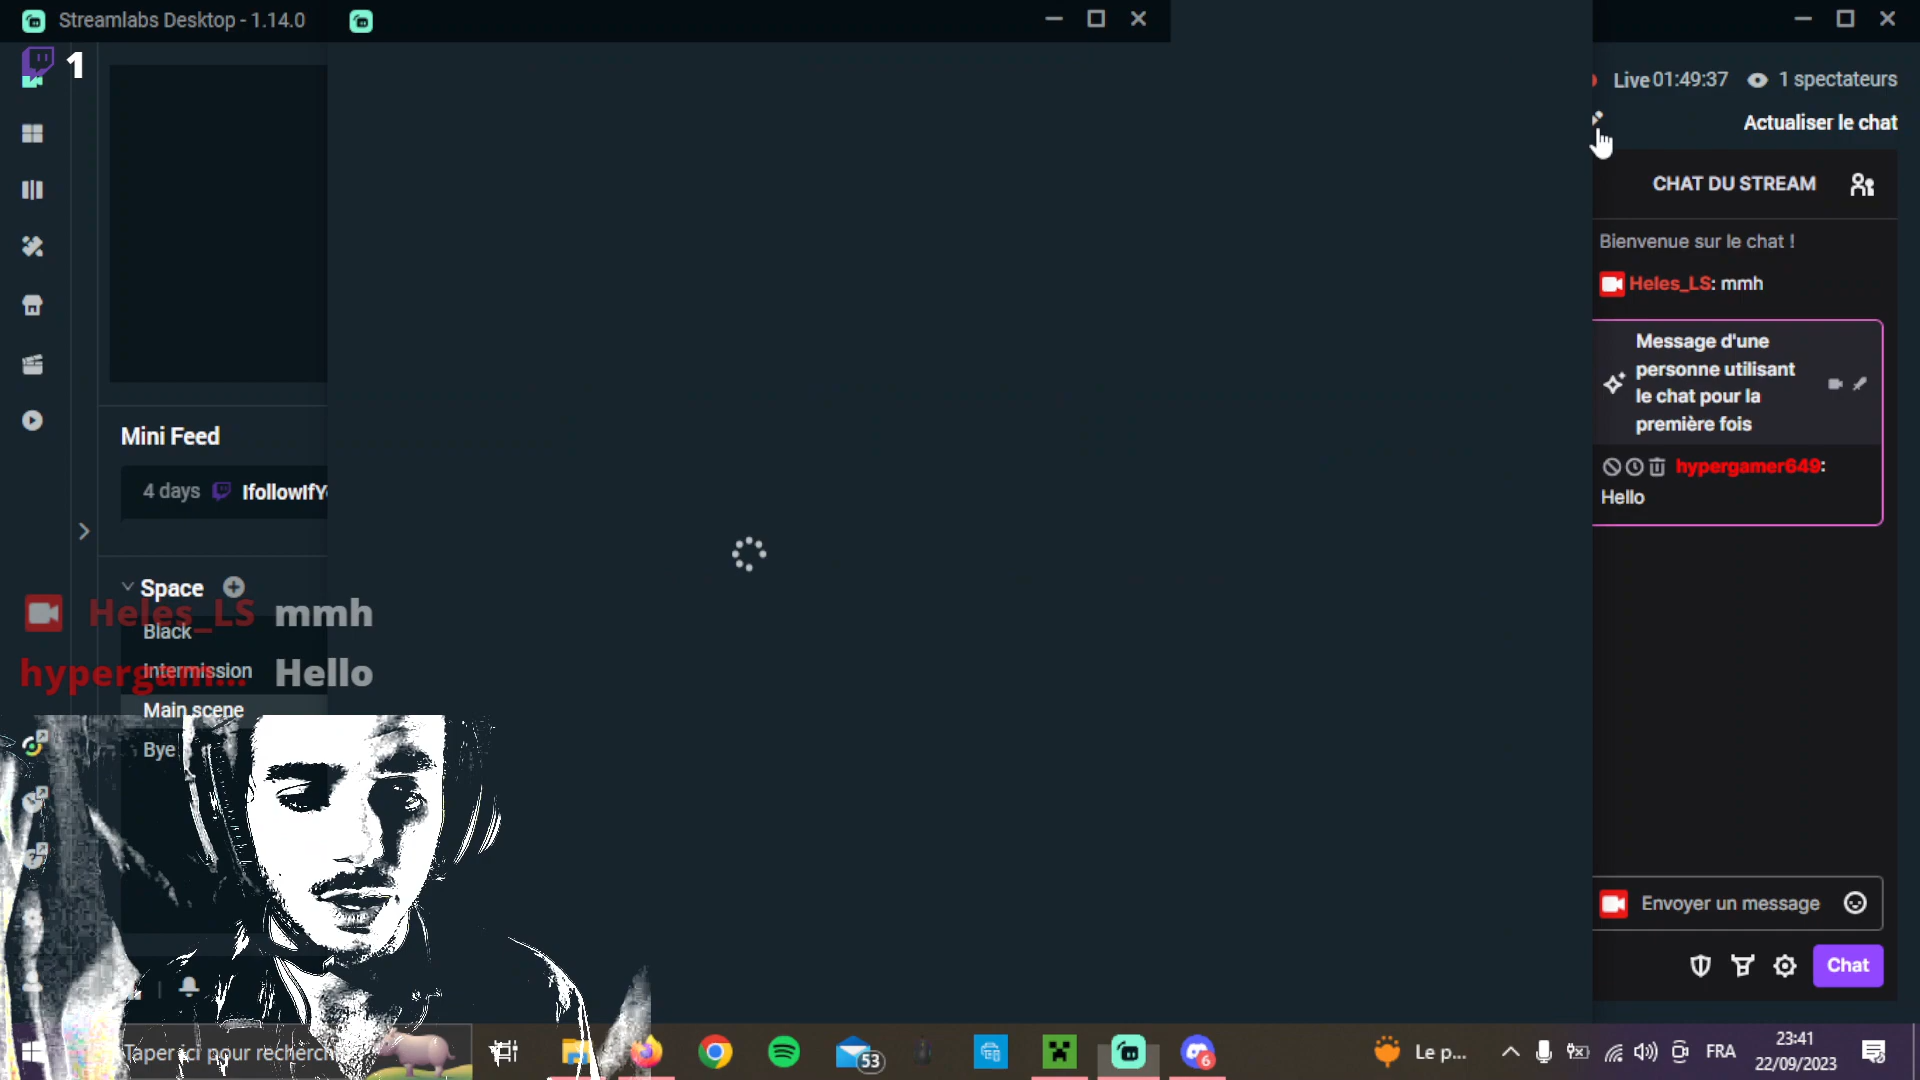 Streamlabs Desktop - 1.14.0
1
Live 01:49:37 1 spectateurs
Actualiser le chat
CHAT DU STREAM
Bienvenue sur le chat !
Heles_LS: mmh
Message d'une
personne utilisant
le chat pour la
première fois
hypergamer649:
Hello
Mini Feed
4 days IfollowIfY
Space
Heles_LS mmh
Black
Intermission
hypergam... Hello
Main scene
Bye
Envoyer un message
Chat
Taper ici pour recherch
53
6
Le p...
FRA
23:41
22/09/2023